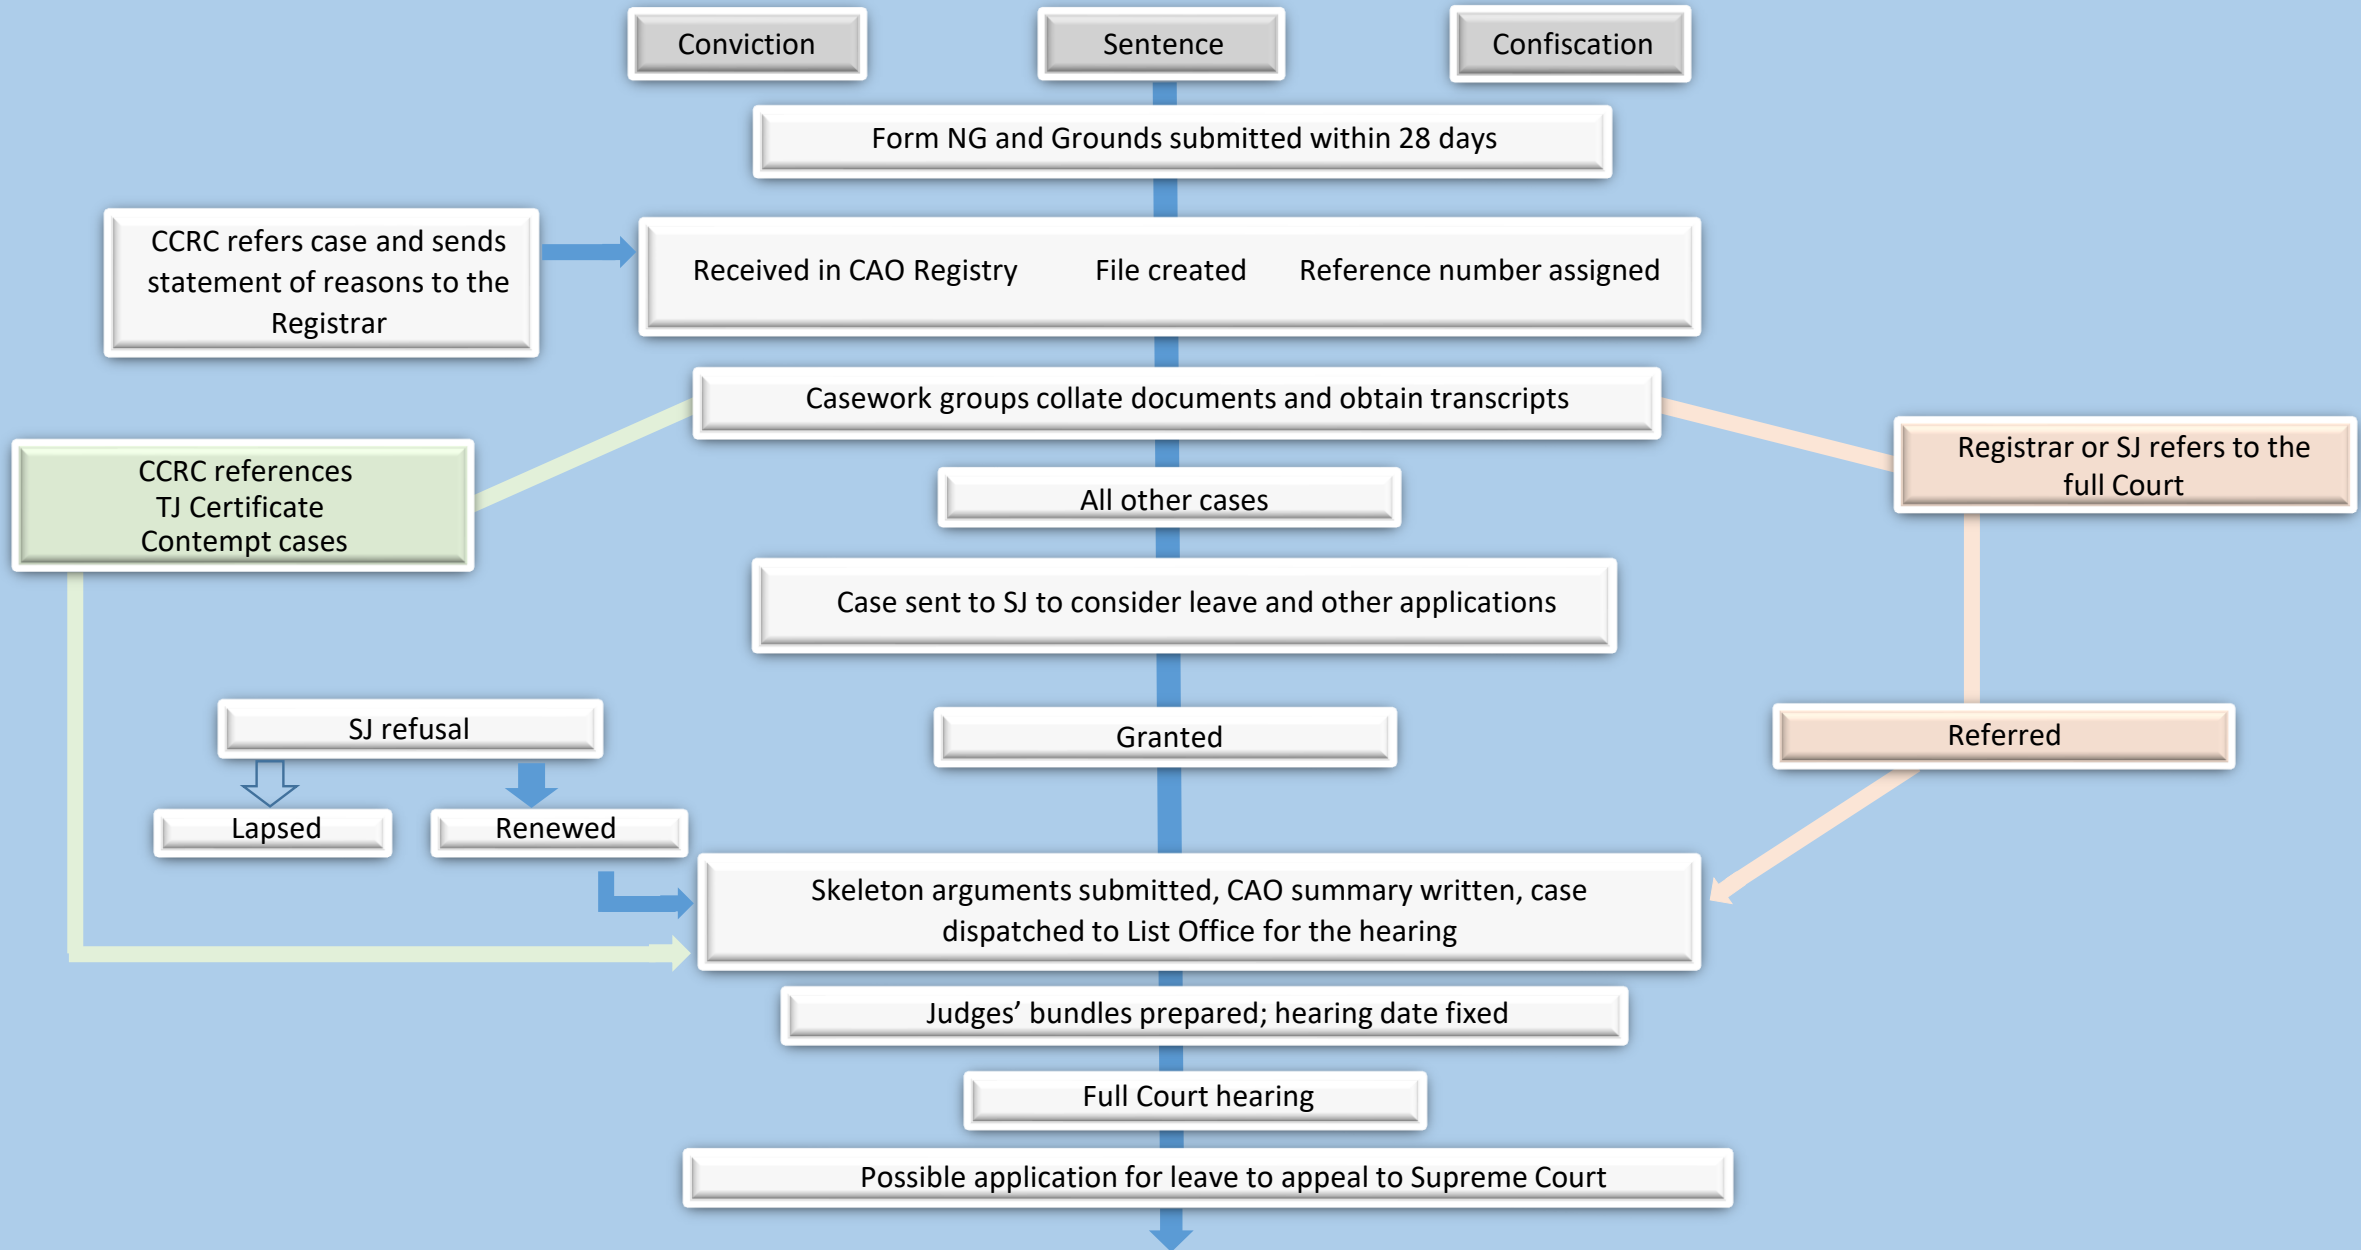 Conviction
Sentence
Confiscation
Form NG and Grounds submitted within 28 days
CCRC refers case and sends
statement of reasons to the
Registrar
Received in CAO Registry File created Reference number assigned
Casework groups collate documents and obtain transcripts
CCRC references
TJ Certificate
Contempt cases
Registrar or SJ refers to the
full Court
All other cases
Case sent to SJ to consider leave and other applications
SJ refusal
Granted
Referred
Lapsed
Renewed
Skeleton arguments submitted, CAO summary written, case
dispatched to List Office for the hearing
Judges’ bundles prepared; hearing date fixed
Full Court hearing
Possible application for leave to appeal to Supreme Court